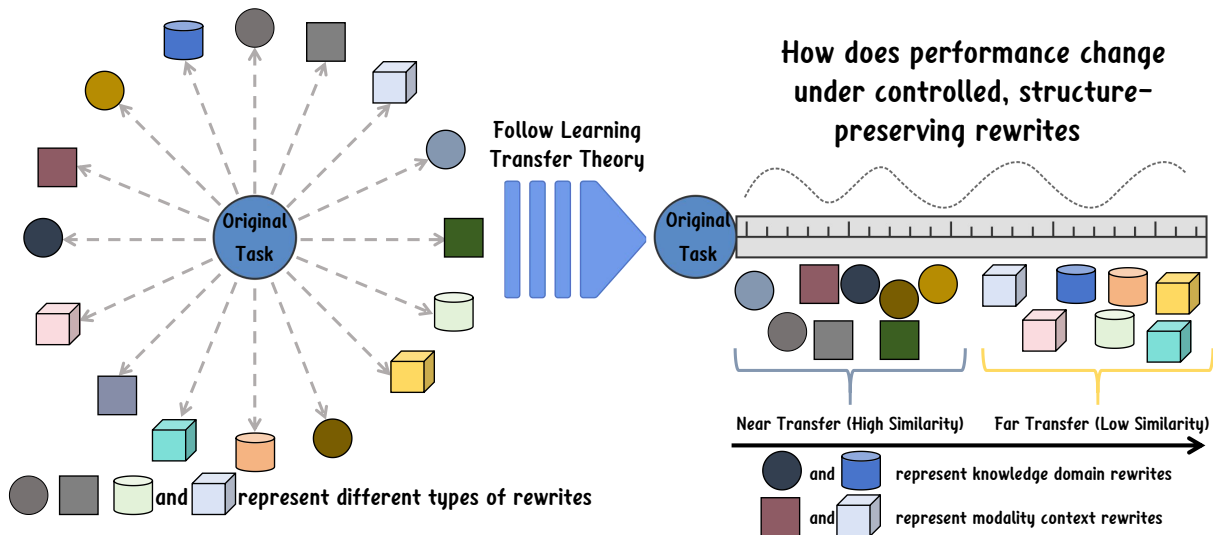 Original
Task
and
represent different types of rewrites
Follow Learning
Transfer Theory
How does performance change
under controlled, structure-
preserving rewrites
Original
Task
Near Transfer (High Similarity)
Far Transfer (Low Similarity)
and
represent knowledge domain rewrites
and
represent modality context rewrites